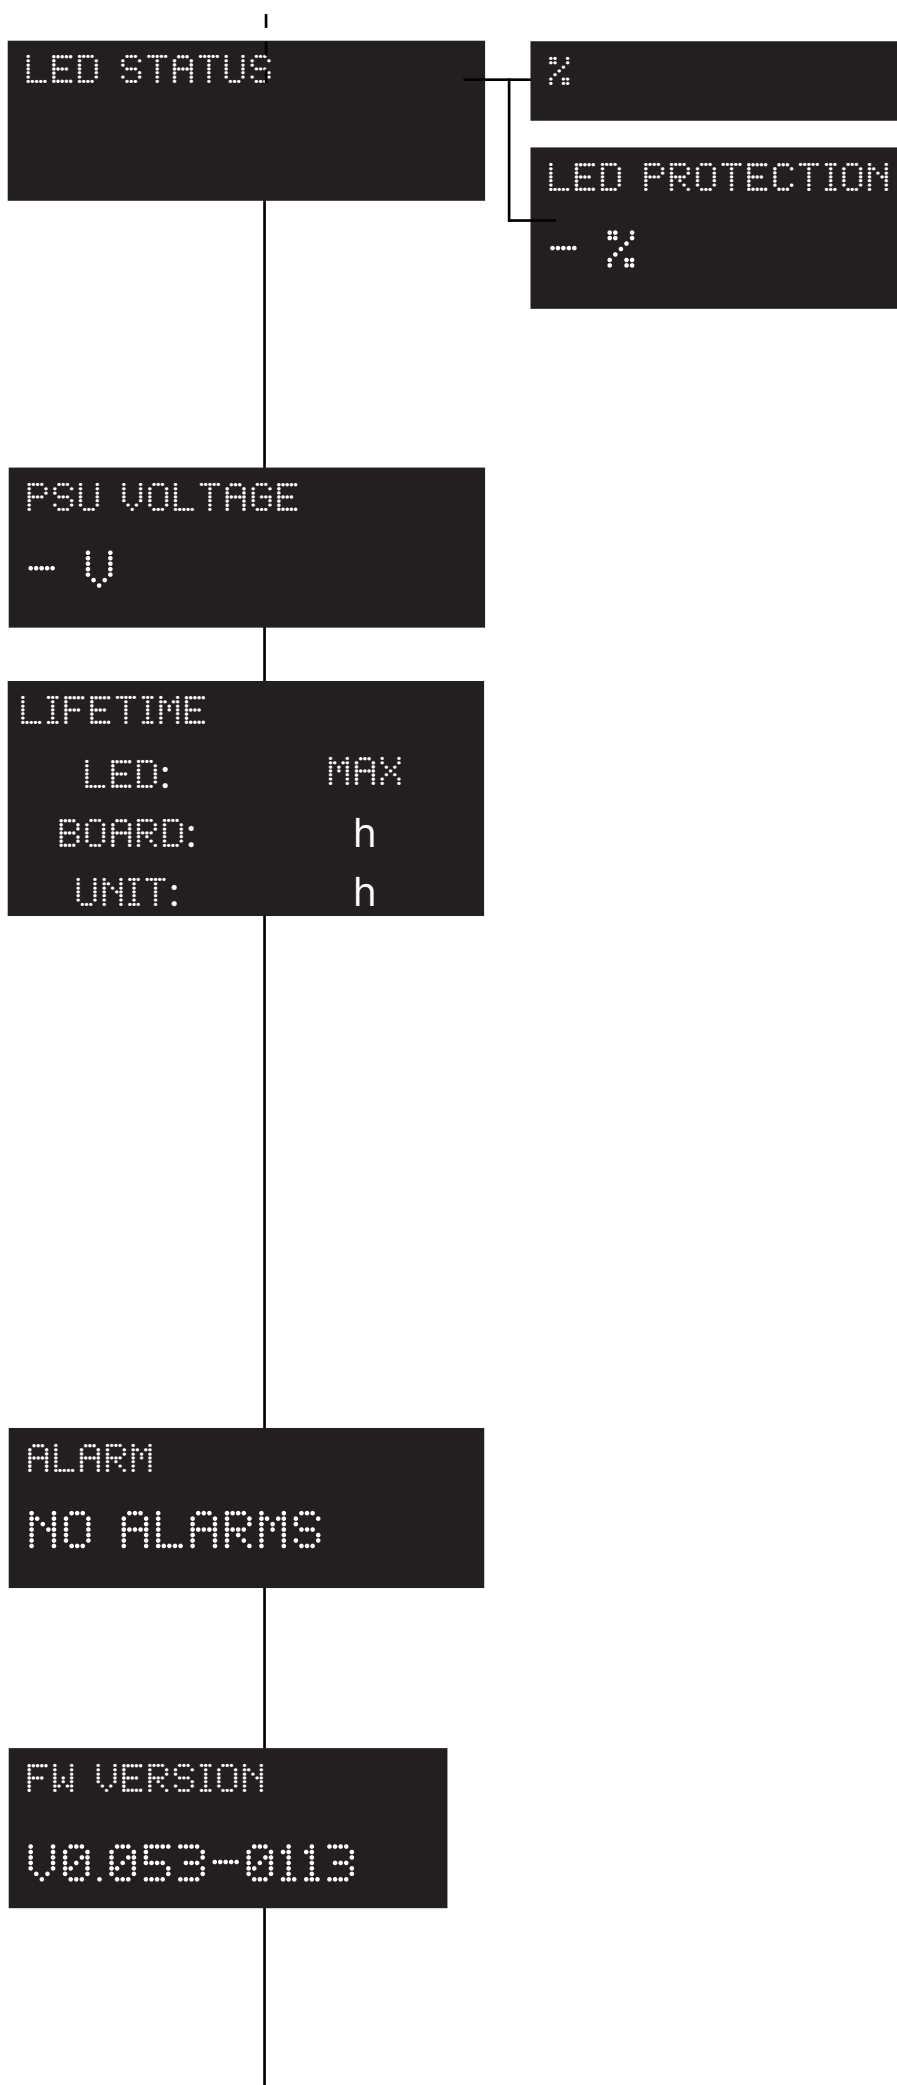 LED STATUS
%
LED PROTECTION
- %
PSU VOLTAGE
- V
LIFETIME
LED: MAX
BOARD: h
UNIT: h
ALARM
NO ALARMS
FW VERSION
V0.053-0113